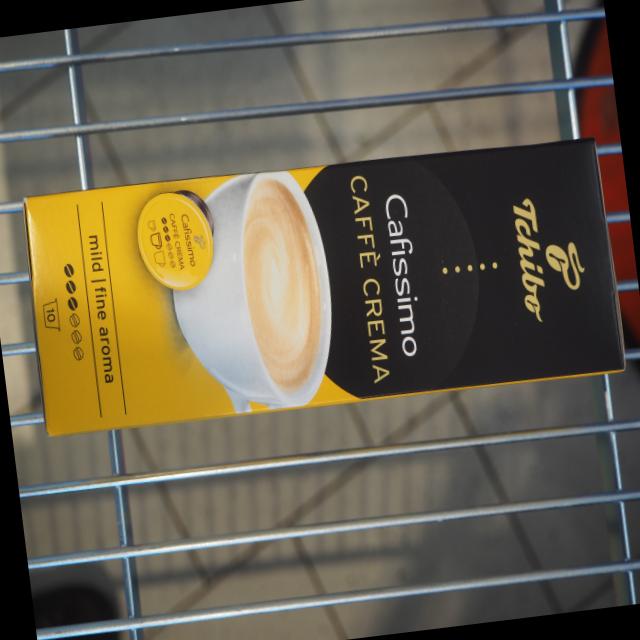 Tchibo
Cafissimo
CAFFÈ CREMA
Cafissimo
CAFFÈ CREMA
mild | fine aroma
10